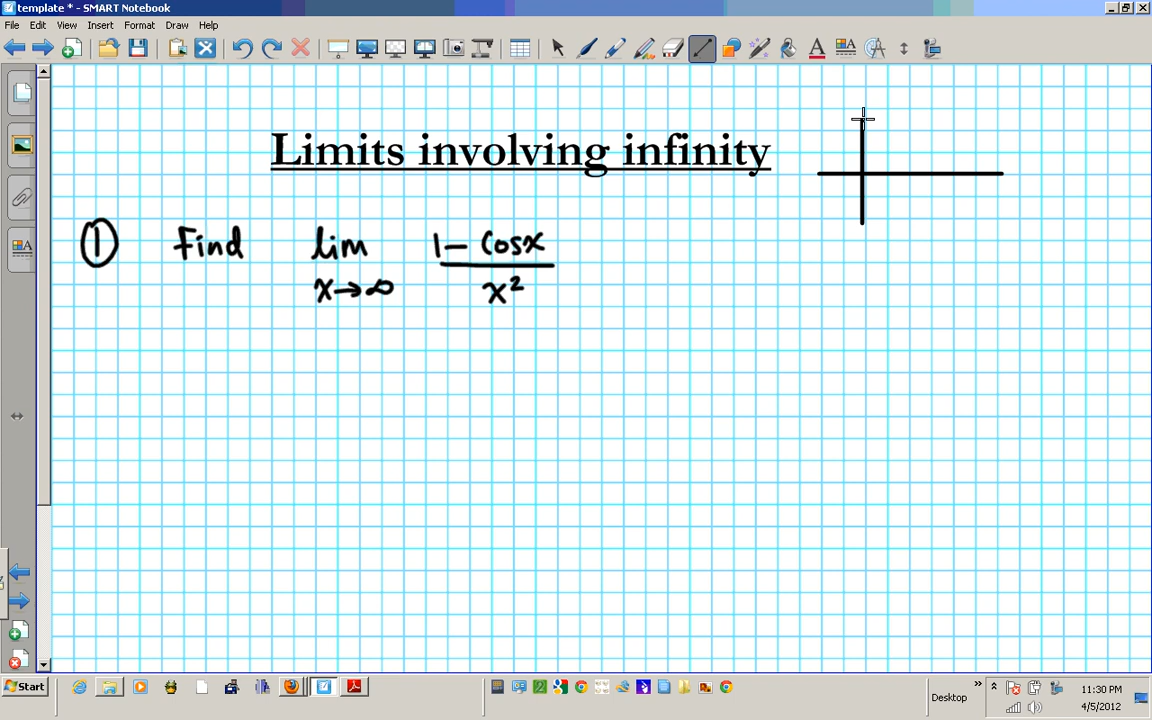 template * - SMART Notebook
File Edit View Insert Format Draw Help
Limits involving infinity
① Find lim 1 - Cosx
x→∞ x²
Start
Desktop
»
11:30 PM
4/5/2012